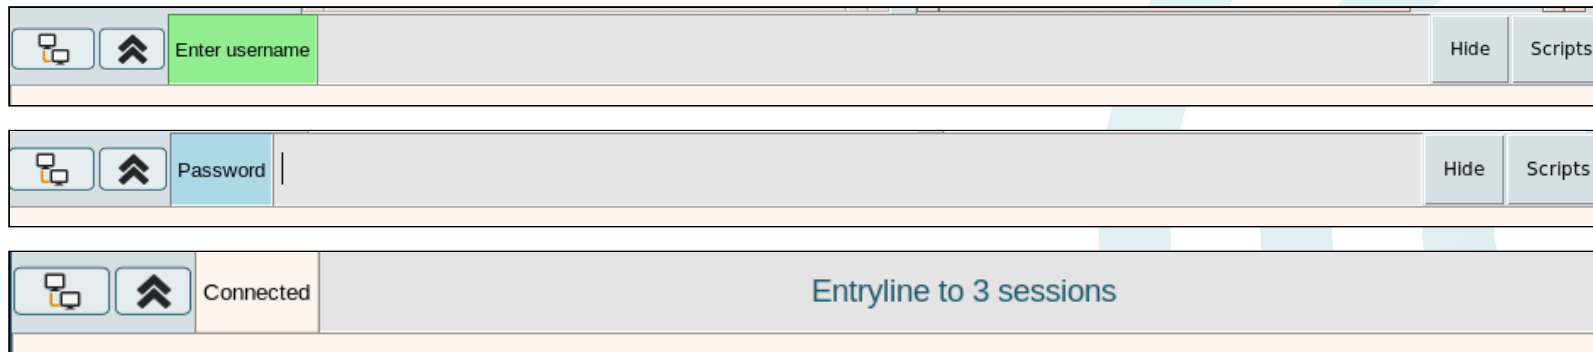 Enter username Hide Scripts
Password Hide Scripts
Connected Entryline to 3 sessions